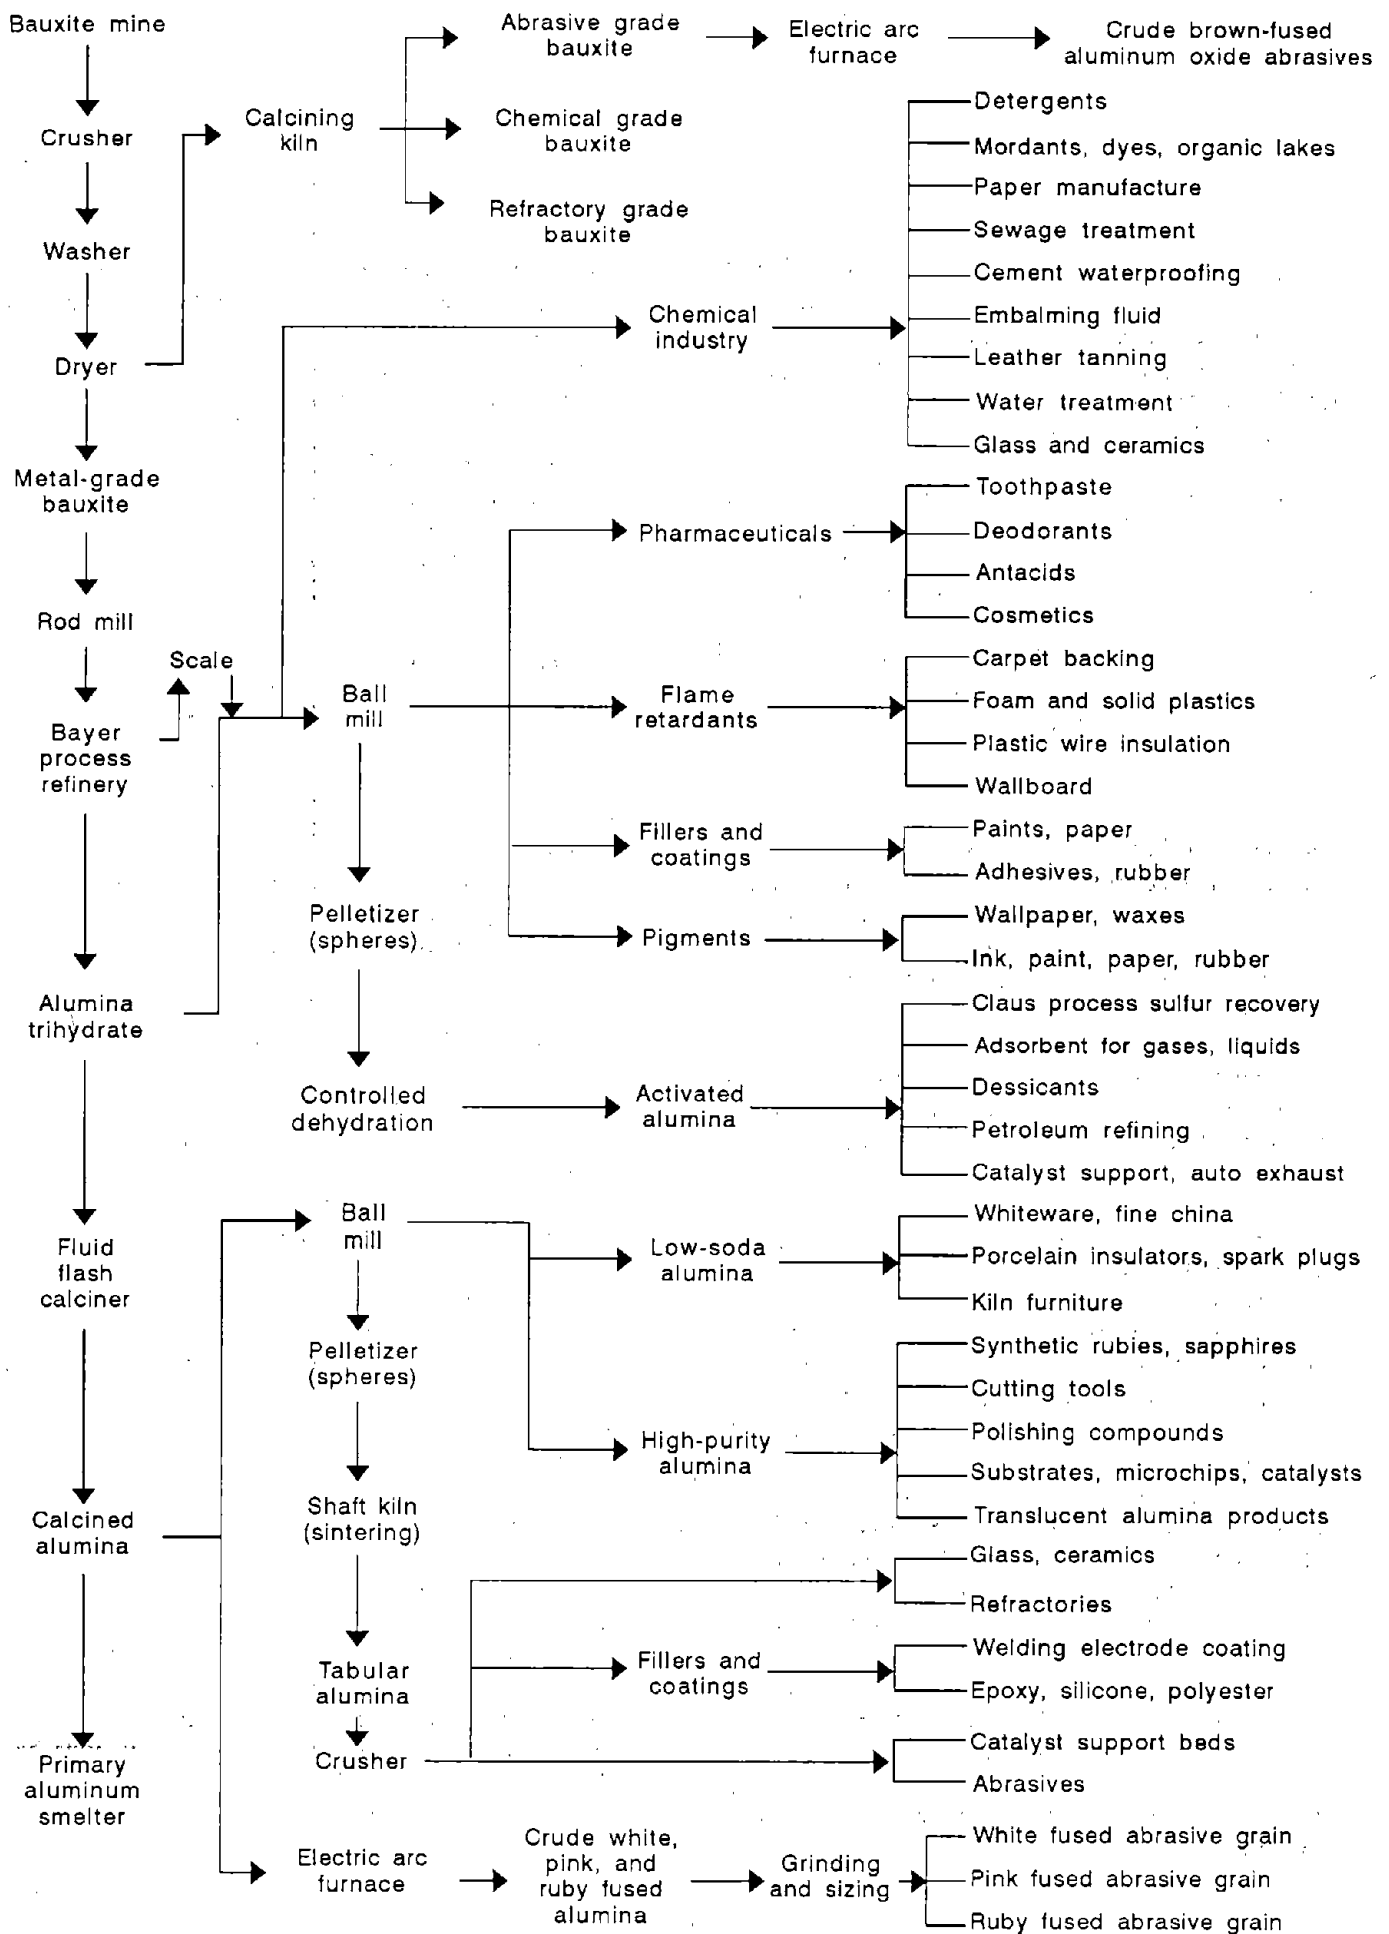 Bauxite mine
Crusher
Washer
Dryer
Metal-grade
bauxite
Rod mill
Bayer
process
refinery
Scale
Alumina
trihydrate
Fluid
flash
calciner
Calcined
alumina
Primary
aluminum
smelter
Calcining
kiln
Abrasive grade
bauxite
Electric arc
furnace
Crude brown-fused
aluminum oxide abrasives
Chemical grade
bauxite
Refractory grade
bauxite
Chemical
industry
Detergents
Mordants, dyes, organic lakes
Paper manufacture
Sewage treatment
Cement waterproofing
Embalming fluid
Leather tanning
Water treatment
Glass and ceramics
Ball
mill
Pharmaceuticals
Toothpaste
Deodorants
Antacids
Cosmetics
Flame
retardants
Carpet backing
Foam and solid plastics
Plastic wire insulation
Wallboard
Fillers and
coatings
Paints, paper
Adhesives, rubber
Pigments
Wallpaper, waxes
Ink, paint, paper, rubber
Pelletizer
(spheres)
Controlled
dehydration
Activated
alumina
Claus process sulfur recovery
Adsorbent for gases, liquids
Dessicants
Petroleum refining
Catalyst support, auto exhaust
Ball
mill
Low-soda
alumina
Whiteware, fine china
Porcelain insulators, spark plugs
Kiln furniture
High-purity
alumina
Synthetic rubies, sapphires
Cutting tools
Polishing compounds
Substrates, microchips, catalysts
Translucent alumina products
Pelletizer
(spheres)
Shaft kiln
(sintering)
Tabular
alumina
Crusher
Glass, ceramics
Refractories
Fillers and
coatings
Welding electrode coating
Epoxy, silicone, polyester
Catalyst support beds
Abrasives
Electric arc
furnace
Crude white,
pink, and
ruby fused
alumina
Grinding
and sizing
White fused abrasive grain
Pink fused abrasive grain
Ruby fused abrasive grain